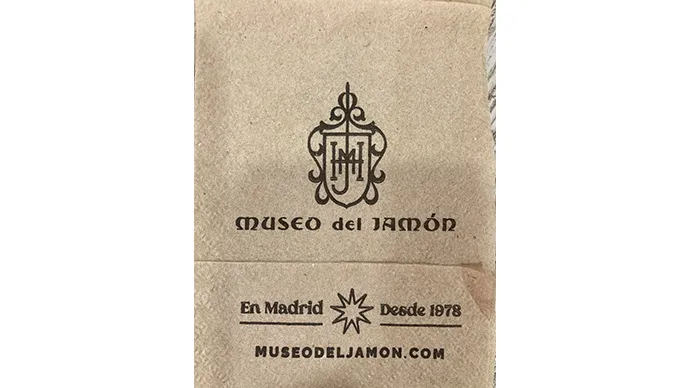 MUSEO del JAMÓN
En Madrid Desde 1978
MUSEODELJAMON.COM